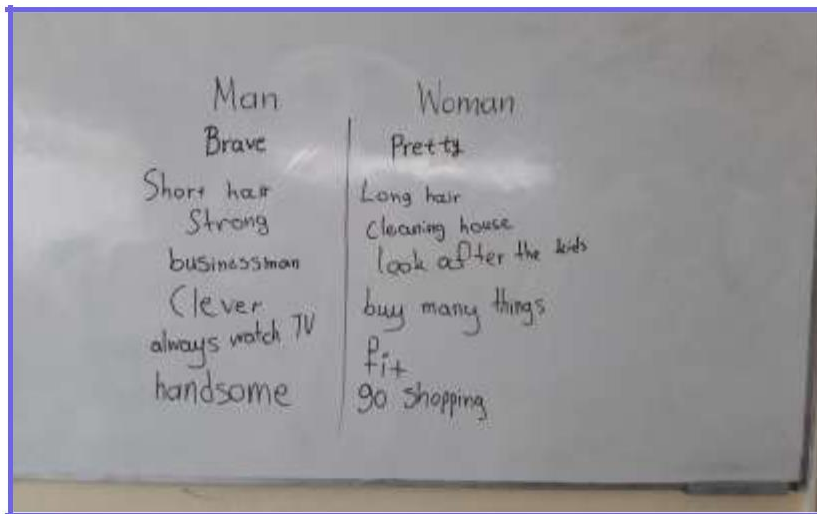 Man Woman
Brave Pretty
Short hair Long hair
Strong cleaning house
businessman look after the kids
Clever buy many things
always watch TV fit
handsome go shopping